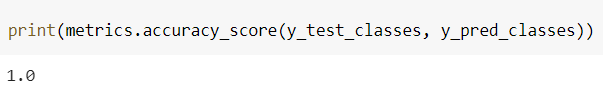 print(metrics.accuracy_score(y_test_classes, y_pred_classes))
1.0